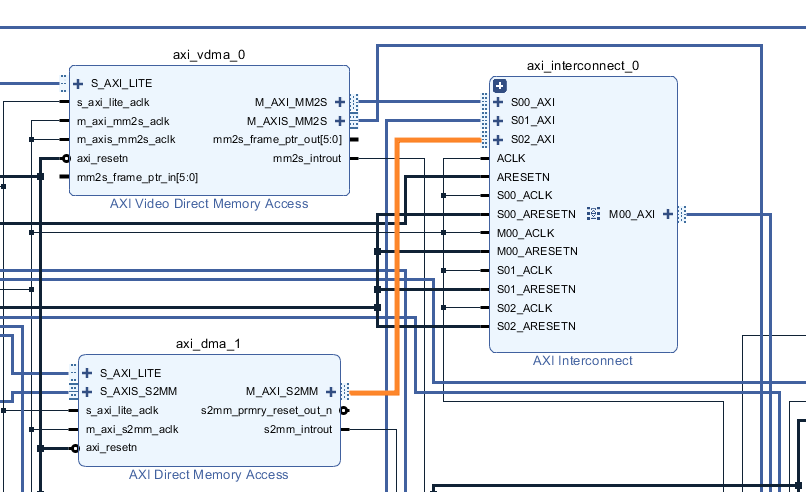 axi_vdma_0
S_AXI_LITE
s_axi_lite_aclk
m_axi_mm2s_aclk
m_axis_mm2s_aclk
axi_resetn
mm2s_frame_ptr_in[5:0]
M_AXI_MM2S
M_AXIS_MM2S
mm2s_frame_ptr_out[5:0]
mm2s_introut
AXI Video Direct Memory Access
axi_interconnect_0
S00_AXI
S01_AXI
S02_AXI
ACLK
ARESETN
S00_ACLK
S00_ARESETN
M00_ACLK
M00_ARESETN
S01_ACLK
S01_ARESETN
S02_ACLK
S02_ARESETN
M00_AXI
AXI Interconnect
axi_dma_1
S_AXI_LITE
S_AXIS_S2MM
s_axi_lite_aclk
m_axi_s2mm_aclk
axi_resetn
M_AXI_S2MM
s2mm_prmry_reset_out_n
s2mm_introut
AXI Direct Memory Access